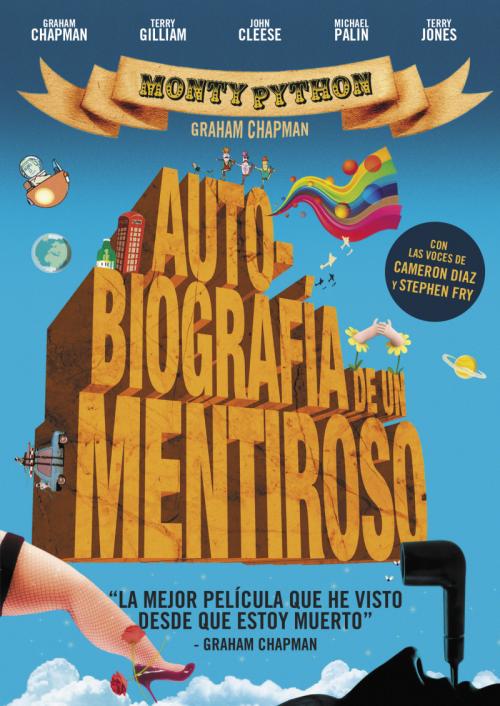 GRAHAM CHAPMAN
TERRY GILLIAM
JOHN CLEESE
MICHAEL PALIN
TERRY JONES
MONTY PYTHON
GRAHAM CHAPMAN
AUTO-
BIOGRAFÍA
DE UN
MENTIROSO
CON
LAS VOCES DE
CAMERON DIAZ
Y STEPHEN FRY
“LA MEJOR PELÍCULA QUE HE VISTO
DESDE QUE ESTOY MUERTO”
- GRAHAM CHAPMAN